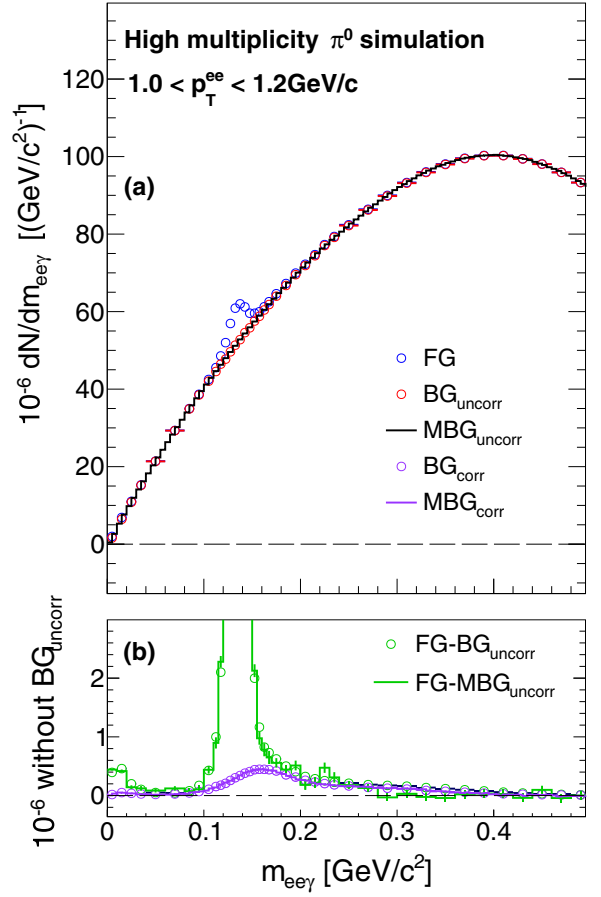 High multiplicity π⁰ simulation
1.0 < p_T^ee < 1.2GeV/c
(a)
10⁻⁶ dN/dm_eeγ [(GeV/c²)⁻¹]
120
100
80
60
40
20
0
FG
BG_uncorr
MBG_uncorr
BG_corr
MBG_corr
(b)
10⁻⁶ without BG_uncorr
2
1
0
FG-BG_uncorr
FG-MBG_uncorr
0 0.1 0.2 0.3 0.4
m_eeγ [GeV/c²]